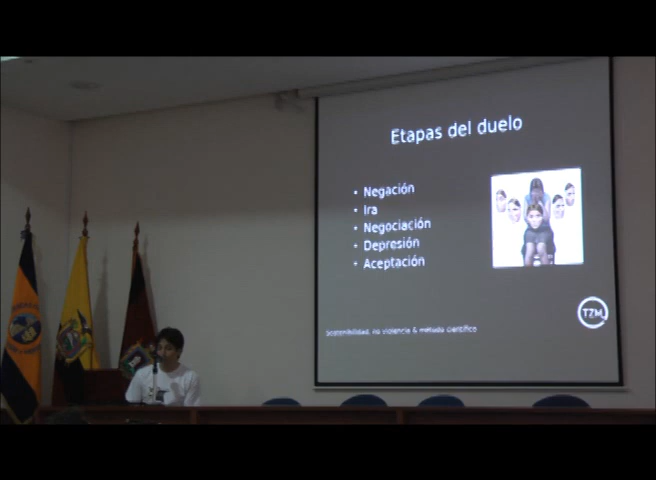 Etapas del duelo
• Negación
• Ira
• Negociación
• Depresión
• Aceptación
TZM
Sostenibilidad, no violencia & método científico